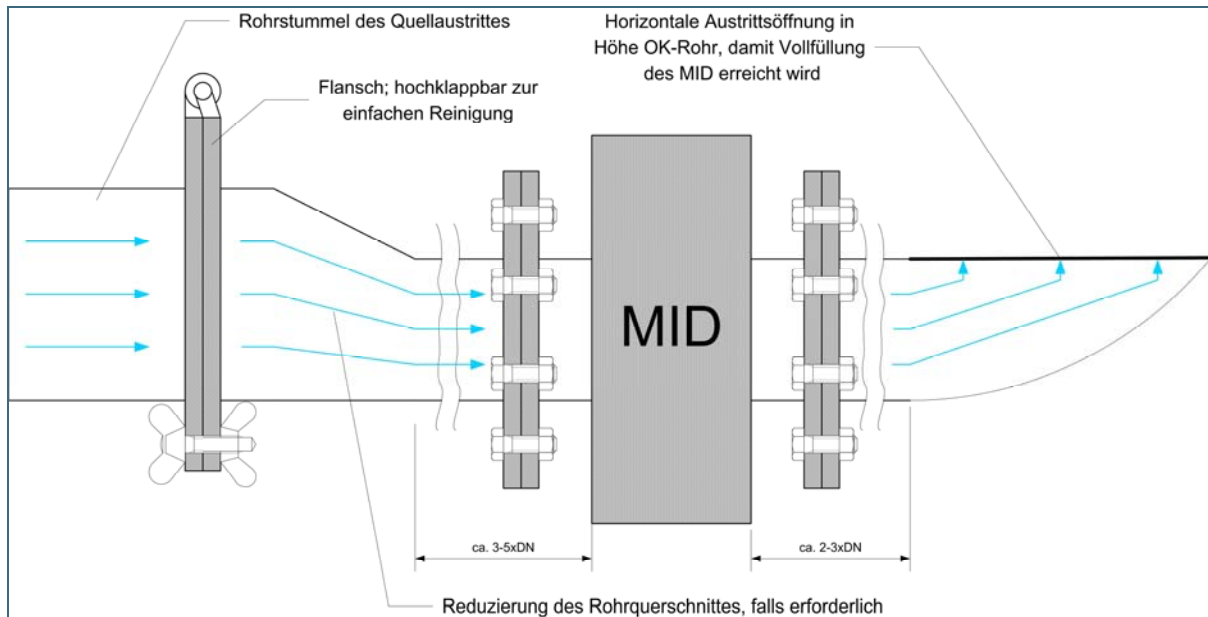 Rohrstummel des Quellaustrittes
Horizontale Austrittsöffnung in
Höhe OK-Rohr, damit Vollfüllung
des MID erreicht wird
Flansch; hochklappbar zur
einfachen Reinigung
MID
ca. 3-5xDN
ca. 2-3xDN
Reduzierung des Rohrquerschnittes, falls erforderlich